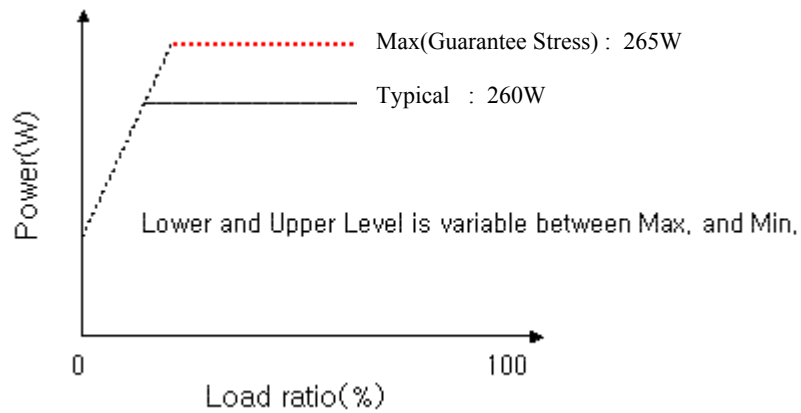 Max(Guarantee Stress) : 265W
Typical : 260W
Power(W)
Lower and Upper Level is variable between Max, and Min,
0 100
Load ratio(%)